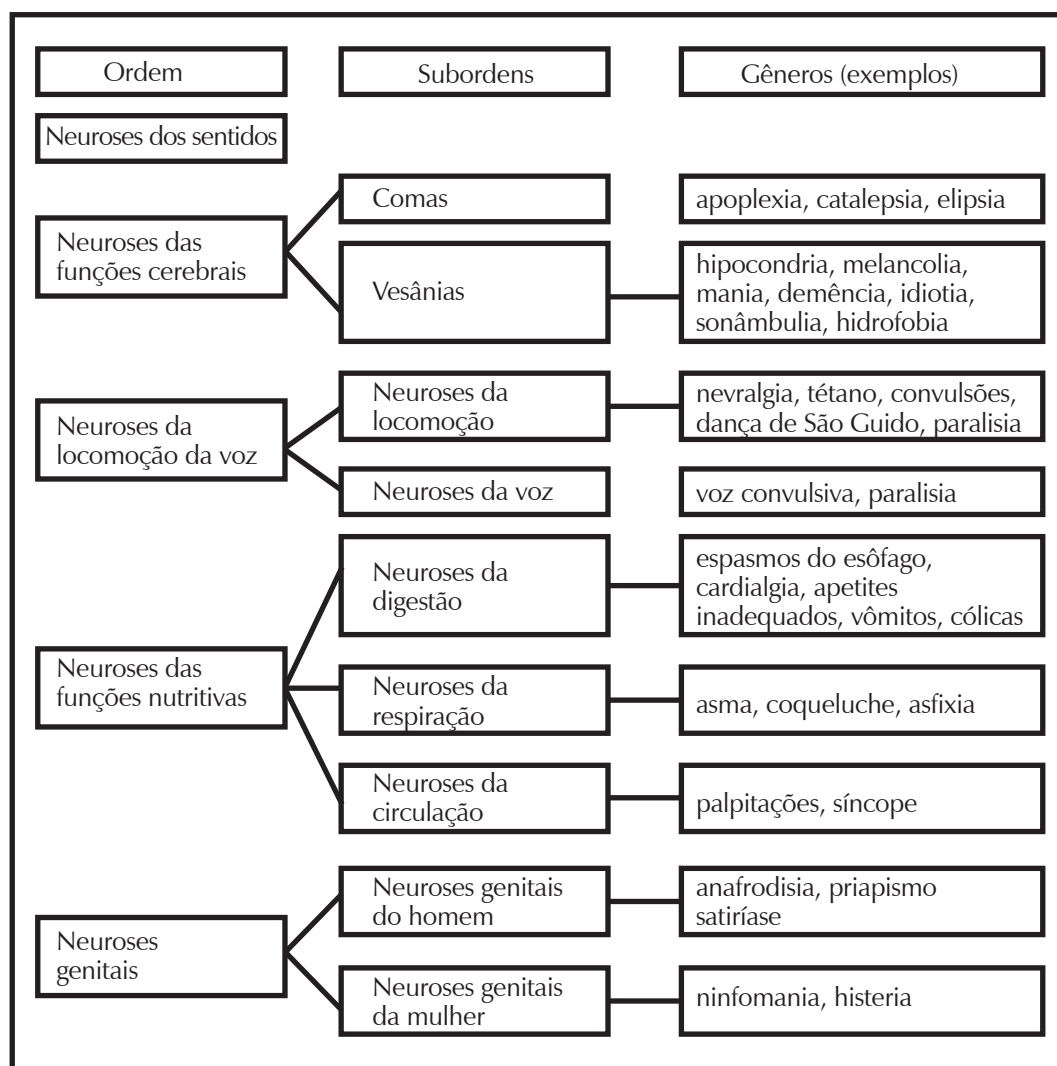 Ordem
Subordens
Gêneros (exemplos)
Neuroses dos sentidos
Neuroses das
funções cerebrais
Comas
apoplexia, catalepsia, elipsia
Vesânias
hipocondria, melancolia,
mania, demência, idiotia,
sonâmbulia, hidrofobia
Neuroses da
locomoção da voz
Neuroses da
locomoção
nevralgia, tétano, convulsões,
dança de São Guido, paralisia
Neuroses da voz
voz convulsiva, paralisia
Neuroses das
funções nutritivas
Neuroses da
digestão
espasmos do esôfago,
cardialgia, apetites
inadequados, vômitos, cólicas
Neuroses da
respiração
asma, coqueluche, asfixia
Neuroses da
circulação
palpitações, síncope
Neuroses
genitais
Neuroses genitais
do homem
anafrodisia, priapismo
satiríase
Neuroses genitais
da mulher
ninfomania, histeria